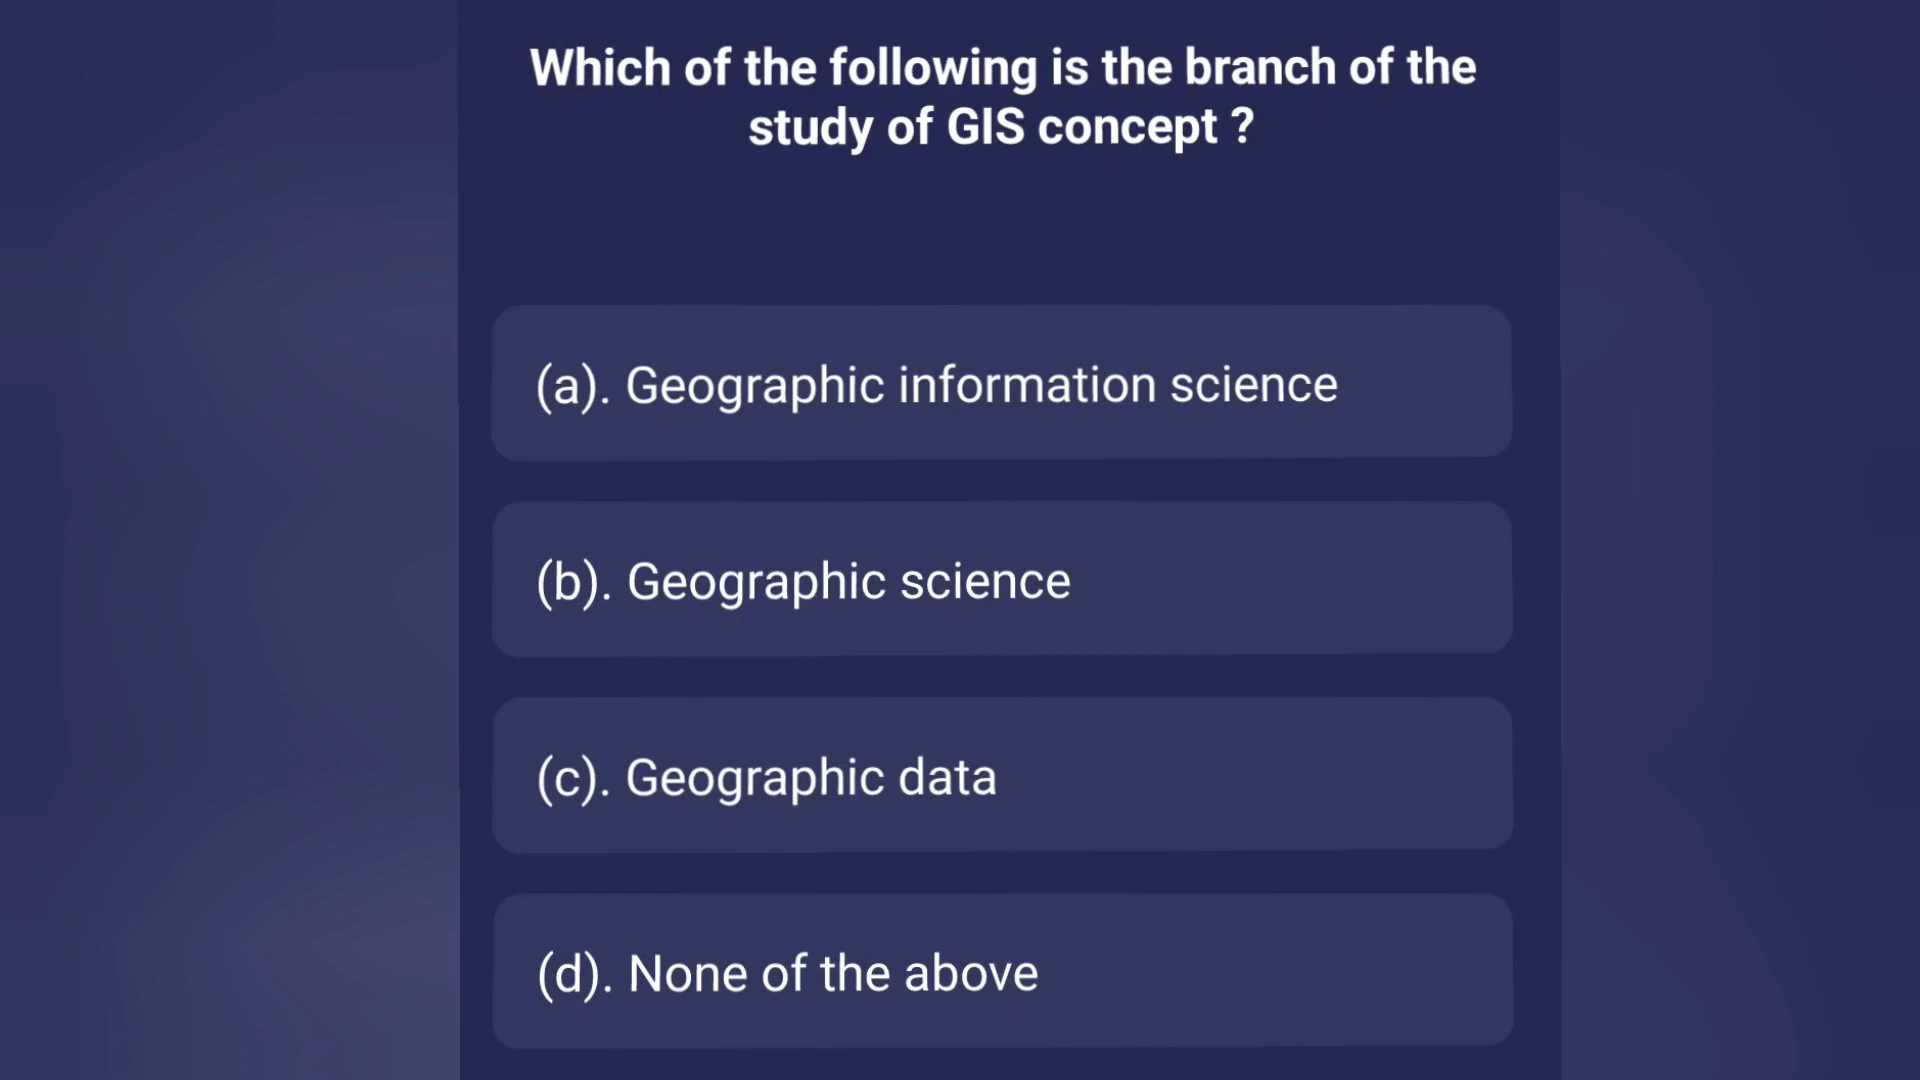 Which of the following is the branch of the
study of GIS concept ?
(a). Geographic information science
(b). Geographic science
(c). Geographic data
(d). None of the above